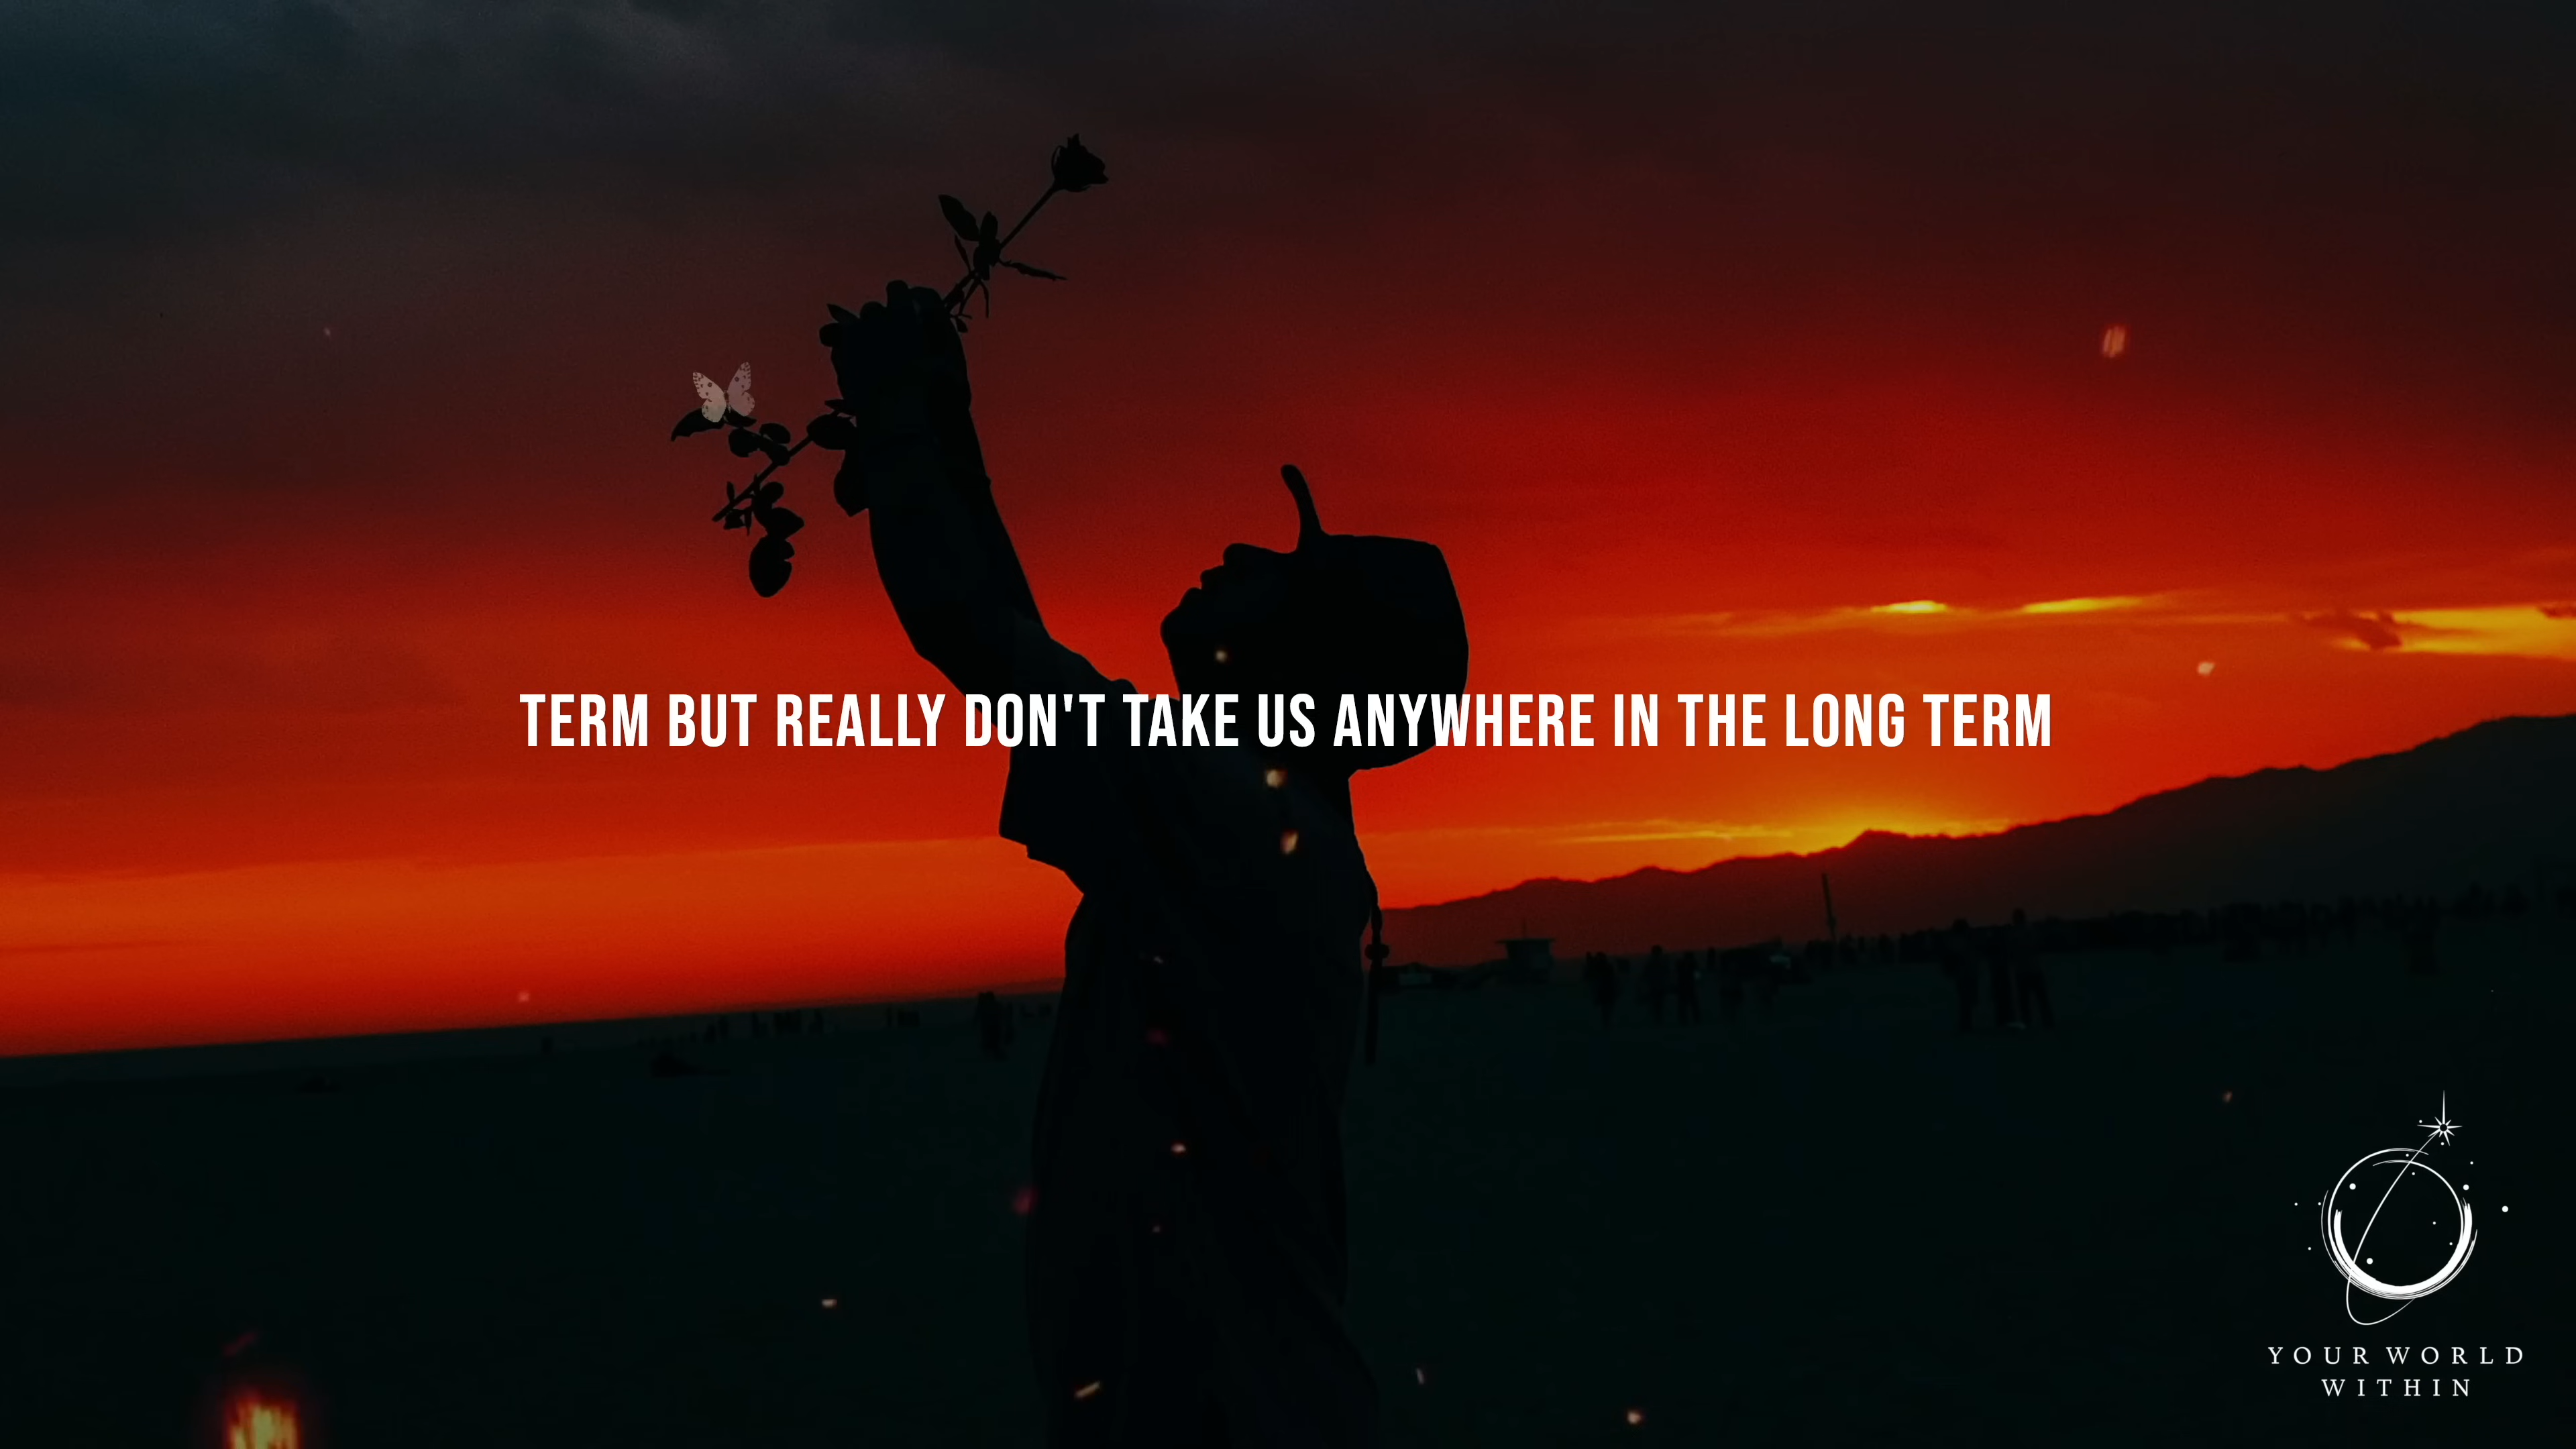 TERM BUT REALLY DON'T TAKE US ANYWHERE IN THE LONG TERM
YOUR WORLD
WITHIN